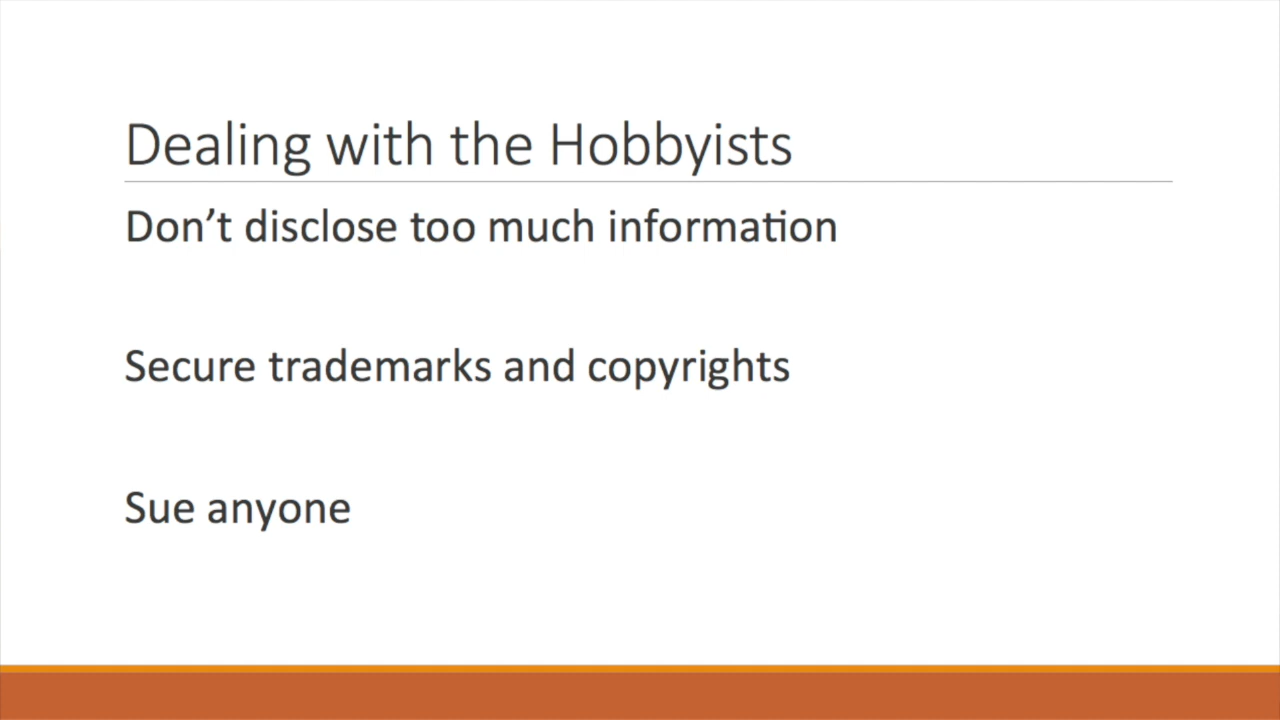 Dealing with the Hobbyists
Don’t disclose too much information
Secure trademarks and copyrights
Sue anyone